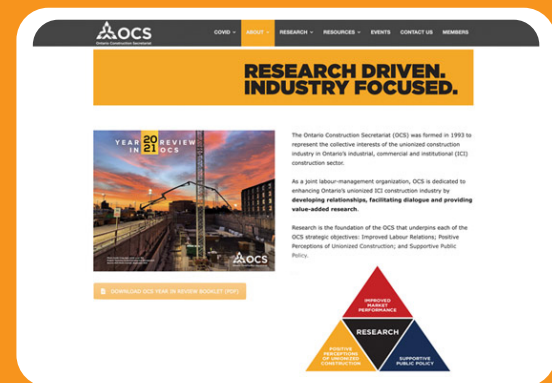 OCS
Ontario Construction Secretariat
COVID
ABOUT
RESEARCH
RESOURCES
EVENTS
CONTACT US
MEMBERS
RESEARCH DRIVEN.
INDUSTRY FOCUSED.
YEAR 20 REVIEW
IN 21 OCS
OCS
DOWNLOAD OCS YEAR IN REVIEW BOOKLET (PDF)
The Ontario Construction Secretariat (OCS) was formed in 1993 to
represent the collective interests of the unionized construction
industry in Ontario's industrial, commercial and institutional (ICI)
construction sector.
As a joint labour-management organization, OCS is dedicated to
enhancing Ontario's unionized ICI construction industry by
developing relationships, facilitating dialogue and providing
value-added research.
Research is the foundation of the OCS that underpins each of the
OCS strategic objectives: Improved Labour Relations; Positive
Perceptions of Unionized Construction; and Supportive Public
Policy.
IMPROVED
MARKET
PERFORMANCE
RESEARCH
POSITIVE
PERCEPTIONS
OF UNIONIZED
CONSTRUCTION
SUPPORTIVE
PUBLIC POLICY